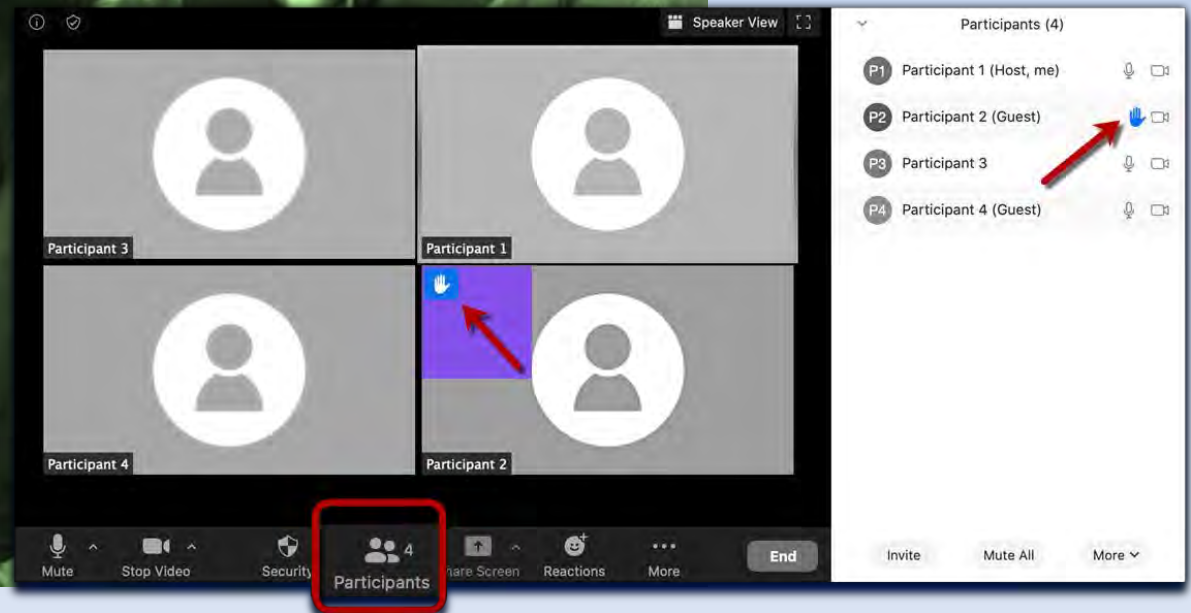 Speaker View
Participants (4)
P1 Participant 1 (Host, me)
P2 Participant 2 (Guest)
P3 Participant 3
P4 Participant 4 (Guest)
Participant 3
Participant 1
Participant 4
Participant 2
Mute
Stop Video
Security
Participants
4
hare Screen
Reactions
More
End
Invite
Mute All
More